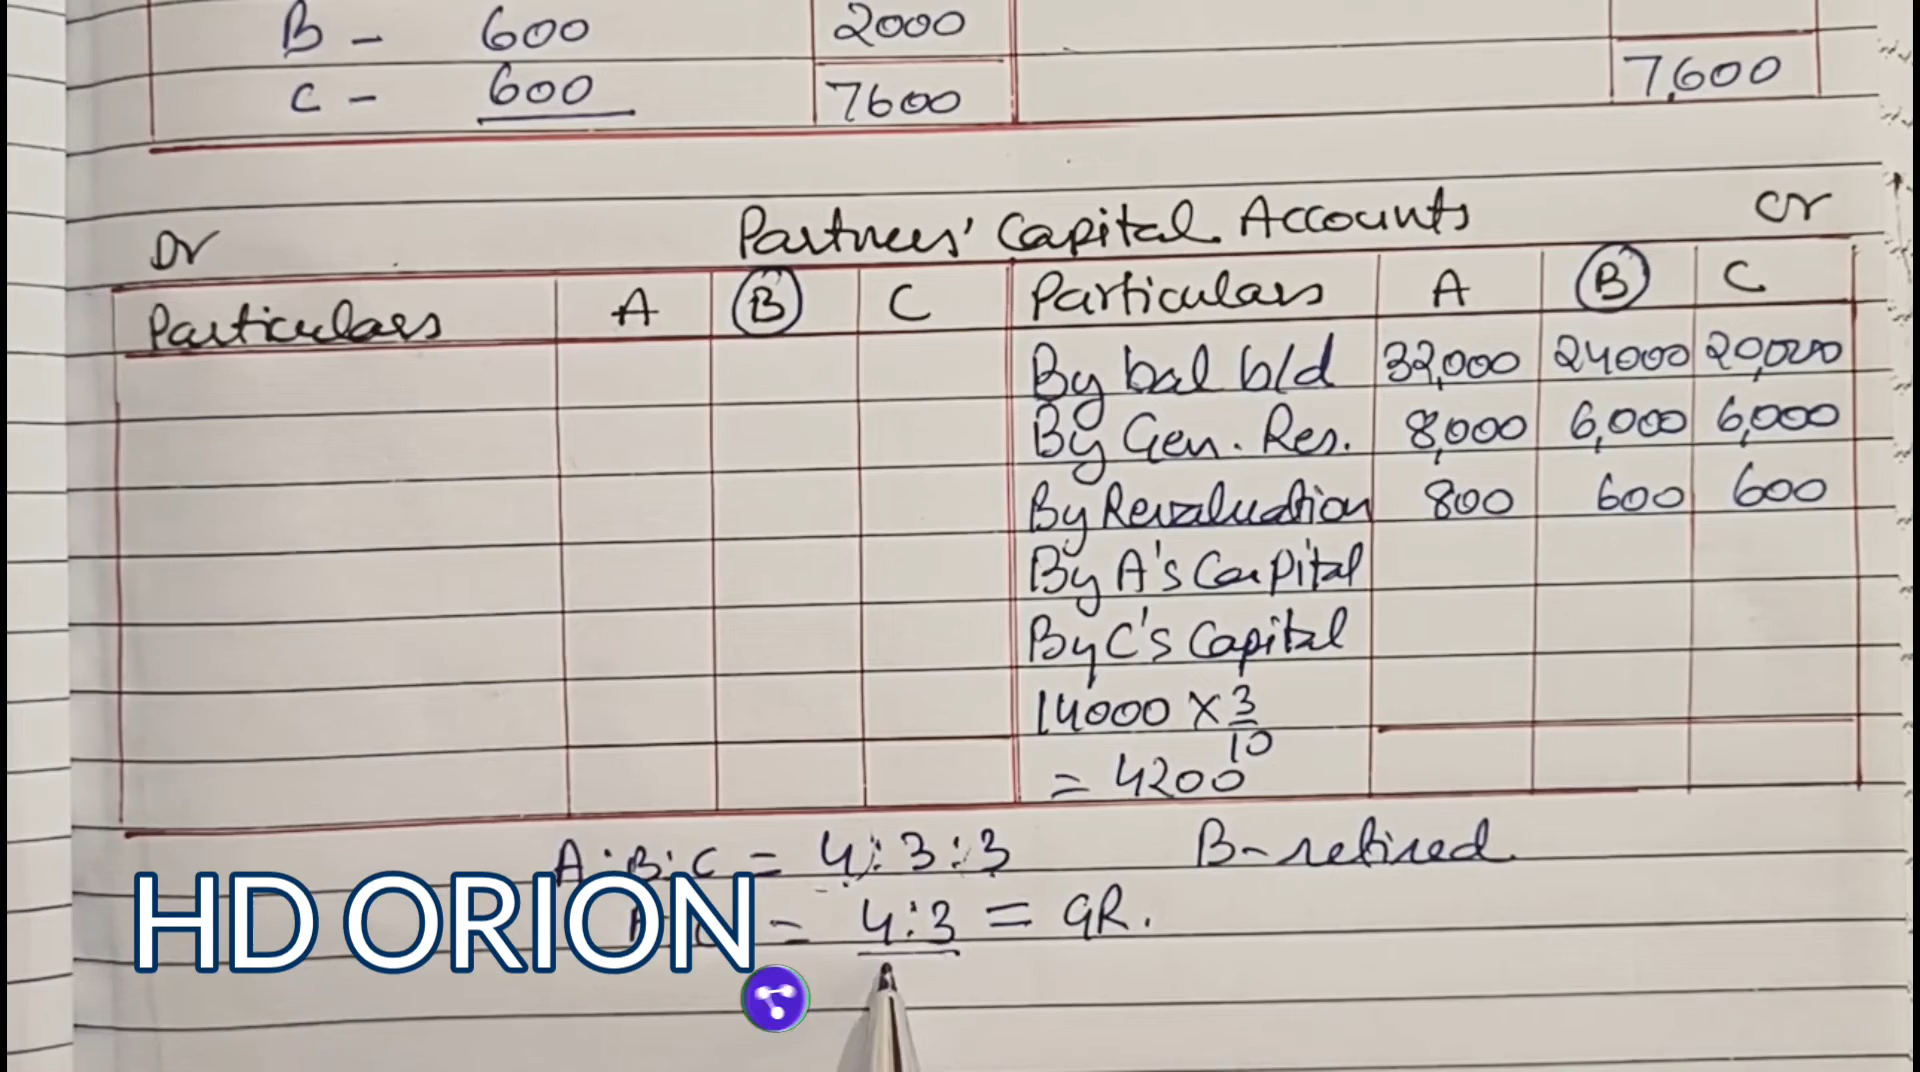 B - 600 2000
C - 600 7600 7,600
Dr Partners' Capital Accounts Cr
Particulars A B C Particulars A B C
By bal b/d 32,000 24000 20,000
By Gen. Res. 8,000 6,000 6,000
By Revaluation 800 600 600
By A's Capital
By C's Capital
14000 × 3/10
= 4200
A:B:C = 4:3:3 B-retired.
4:3 = GR.
HD ORION